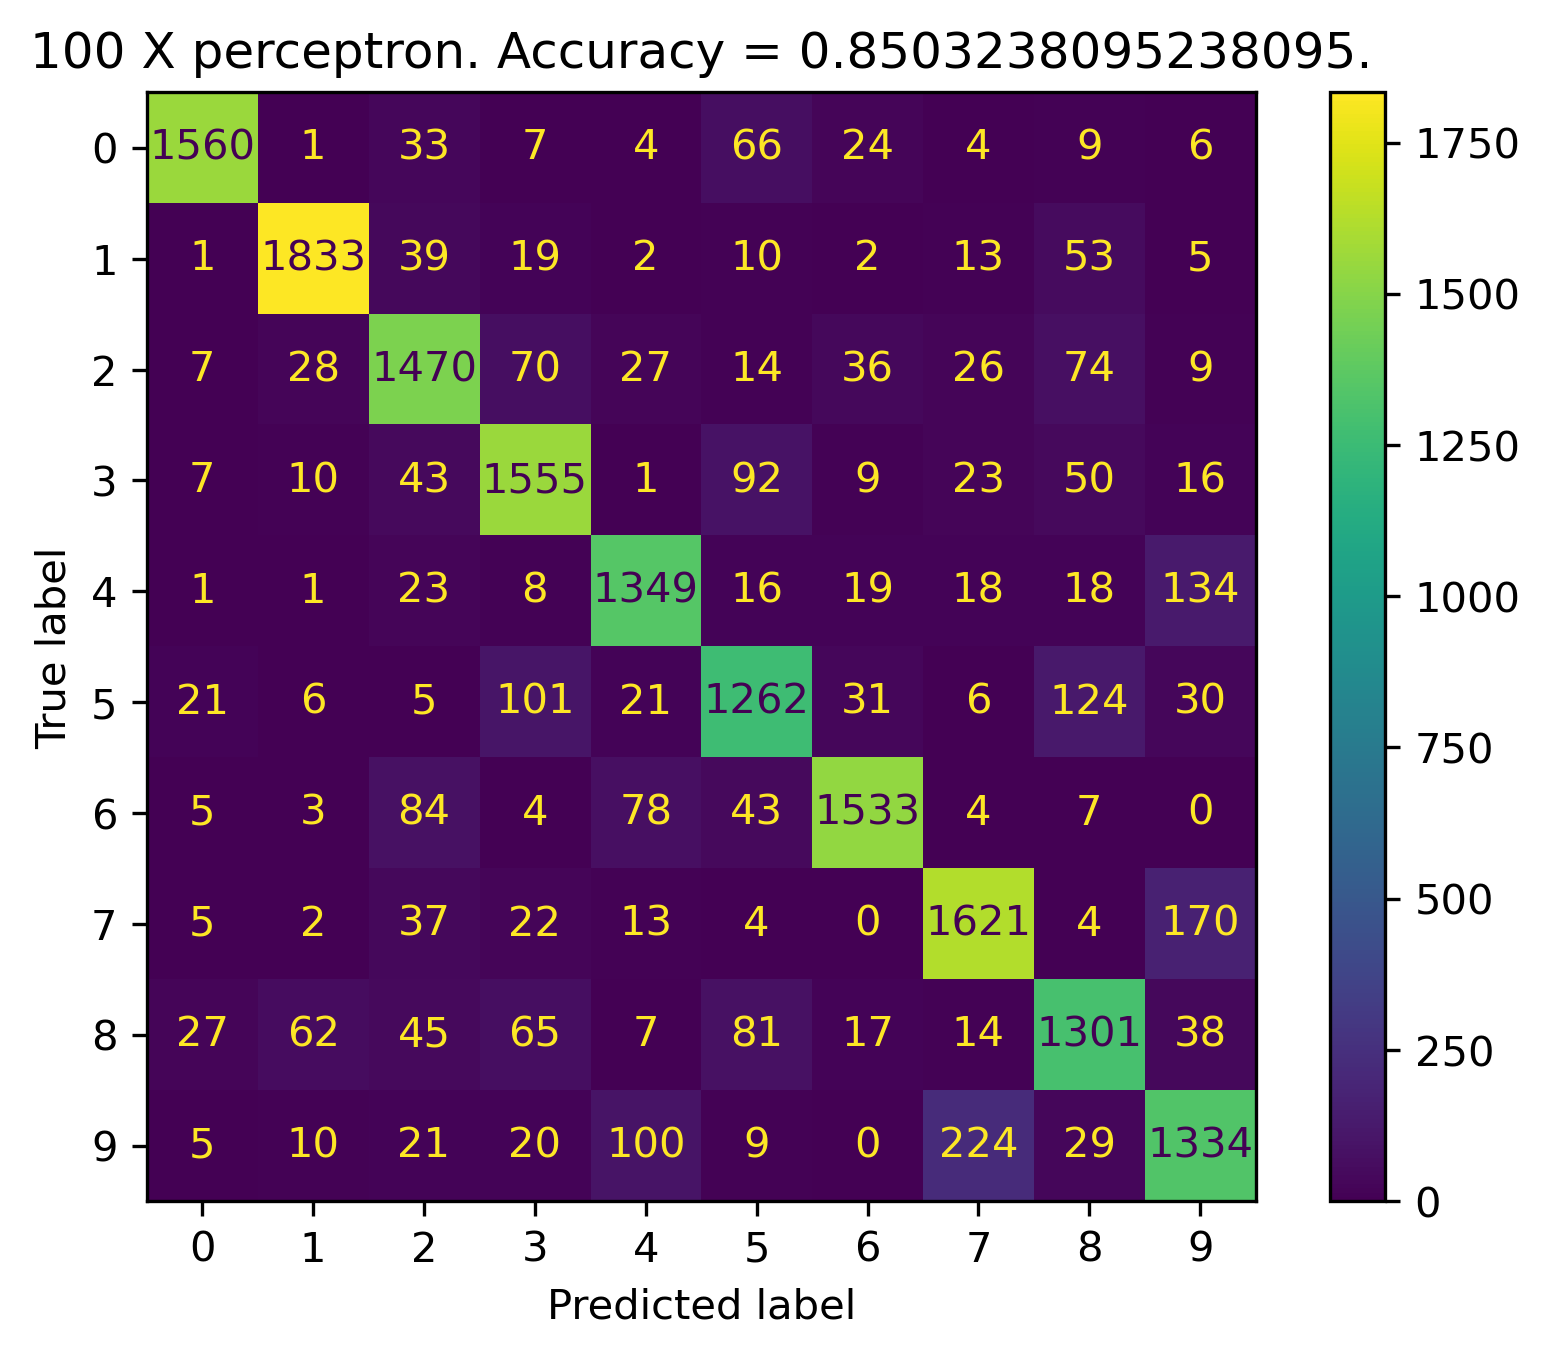 100 X perceptron. Accuracy = 0.8503238095238095.
0 1560 1 33 7 4 66 24 4 9 6
1 1 1833 39 19 2 10 2 13 53 5
2 7 28 1470 70 27 14 36 26 74 9
3 7 10 43 1555 1 92 9 23 50 16
4 1 1 23 8 1349 16 19 18 18 134
5 21 6 5 101 21 1262 31 6 124 30
6 5 3 84 4 78 43 1533 4 7 0
7 5 2 37 22 13 4 0 1621 4 170
8 27 62 45 65 7 81 17 14 1301 38
9 5 10 21 20 100 9 0 224 29 1334
0 1 2 3 4 5 6 7 8 9
Predicted label
True label
1750
1500
1250
1000
750
500
250
0